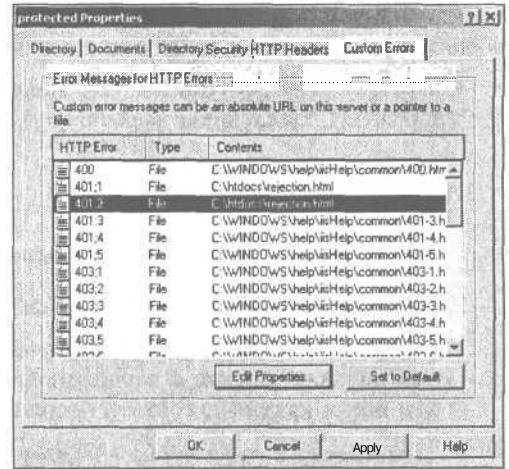 protected Properties
Directory | Documents | Directory Security HTTP Headers Custom Errors
Error Messages for HTTP Errors
Custom error messages can be an absolute URL on this server or a pointer to a
file.
HTTP Error Type Contents
400 File C:\WINDOWS\help\iisHelp\common\400.htm
401;1 File C:\htdocs\rejection.html
401;2 File C:\htdocs\rejection.html
401.3 File C:\WINDOWS\help\iisHelp\common\401-3.h
401;4 File C:\WINDOWS\help\iisHelp\common\401-4.h
401;5 File C:\WINDOWS\help\iisHelp\common\401-5.h
403;1 File C:\WINDOWS\help\iisHelp\common\403-1.h
403;2 File C:\WINDOWS\help\iisHelp\common\403-2.h
403;3 File C:\WINDOWS\help\iisHelp\common\403-3.h
403;4 File C:\WINDOWS\help\iisHelp\common\403-4.h
403;5 File C:\WINDOWS\help\iisHelp\common\403-5.h
Edit Properties... Set to Default
OK Cancel Apply Help